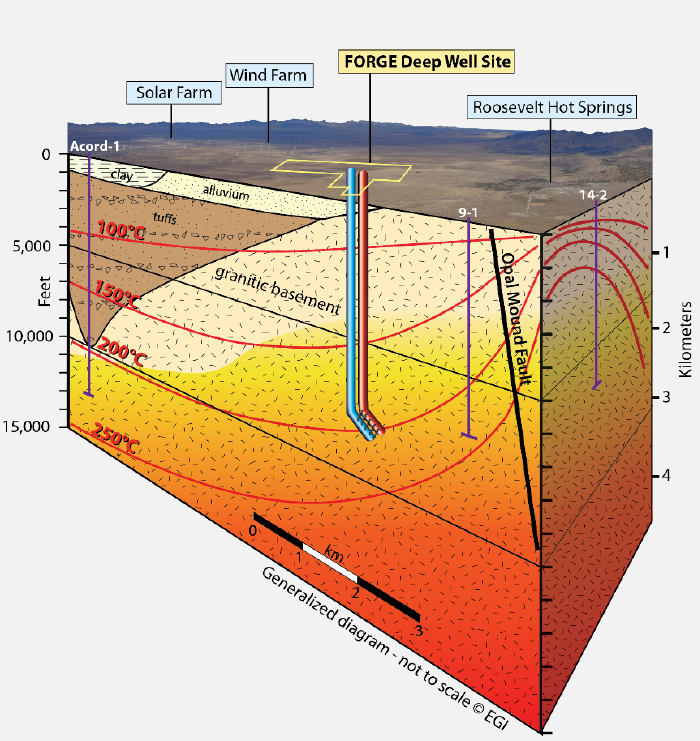 FORGE Deep Well Site
Wind Farm
Solar Farm
Roosevelt Hot Springs
Acord-1
0
clay
alluvium
14-2
9-1
tuffs
100°C
5,000
1
Opal Mound Fault
granitic basement
Feet
150°C
2
Kilometers
10,000
200°C
3
15,000
250°C
4
km
0
1
2
3
Generalized diagram - not to scale © EGI